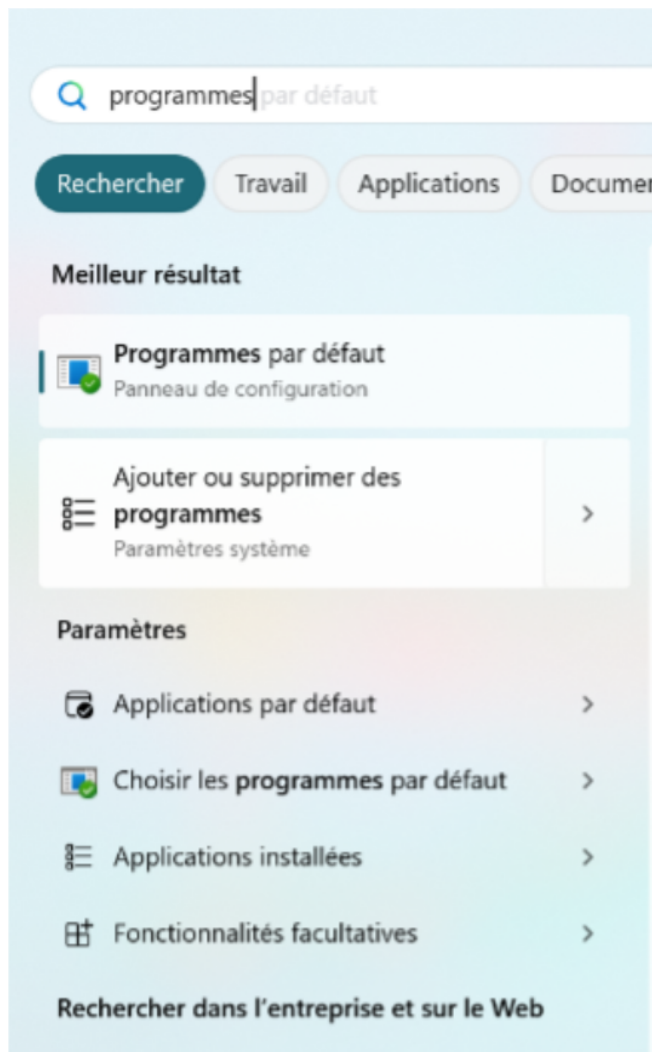 programmes par défaut
Rechercher Travail Applications Documen
Meilleur résultat
Programmes par défaut
Panneau de configuration
Ajouter ou supprimer des
programmes
Paramètres système
Paramètres
Applications par défaut
Choisir les programmes par défaut
Applications installées
Fonctionnalités facultatives
Rechercher dans l'entreprise et sur le Web